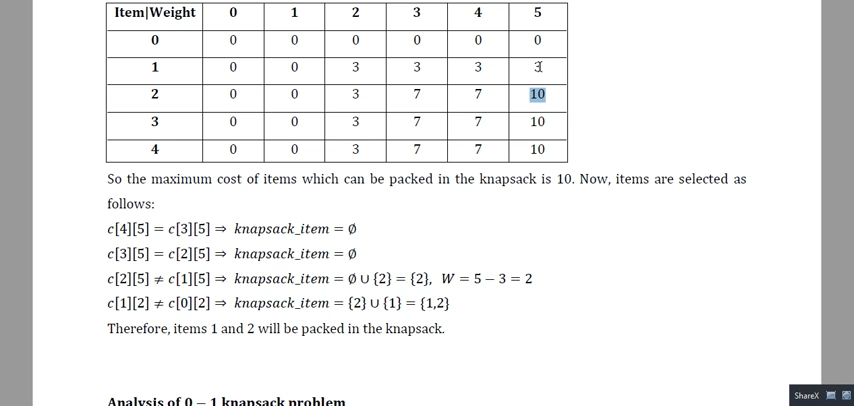 Item|Weight 0 1 2 3 4 5
0 0 0 0 0 0 0
1 0 0 3 3 3 3
2 0 0 3 7 7 10
3 0 0 3 7 7 10
4 0 0 3 7 7 10
So the maximum cost of items which can be packed in the knapsack is 10. Now, items are selected as
follows:
c[4][5] = c[3][5] ⇒ knapsack_item = ∅
c[3][5] = c[2][5] ⇒ knapsack_item = ∅
c[2][5] ≠ c[1][5] ⇒ knapsack_item = ∅ ∪ {2} = {2}, W = 5 − 3 = 2
c[1][2] ≠ c[0][2] ⇒ knapsack_item = {2} ∪ {1} = {1,2}
Therefore, items 1 and 2 will be packed in the knapsack.
Analysis of 0 − 1 knapsack problem
ShareX